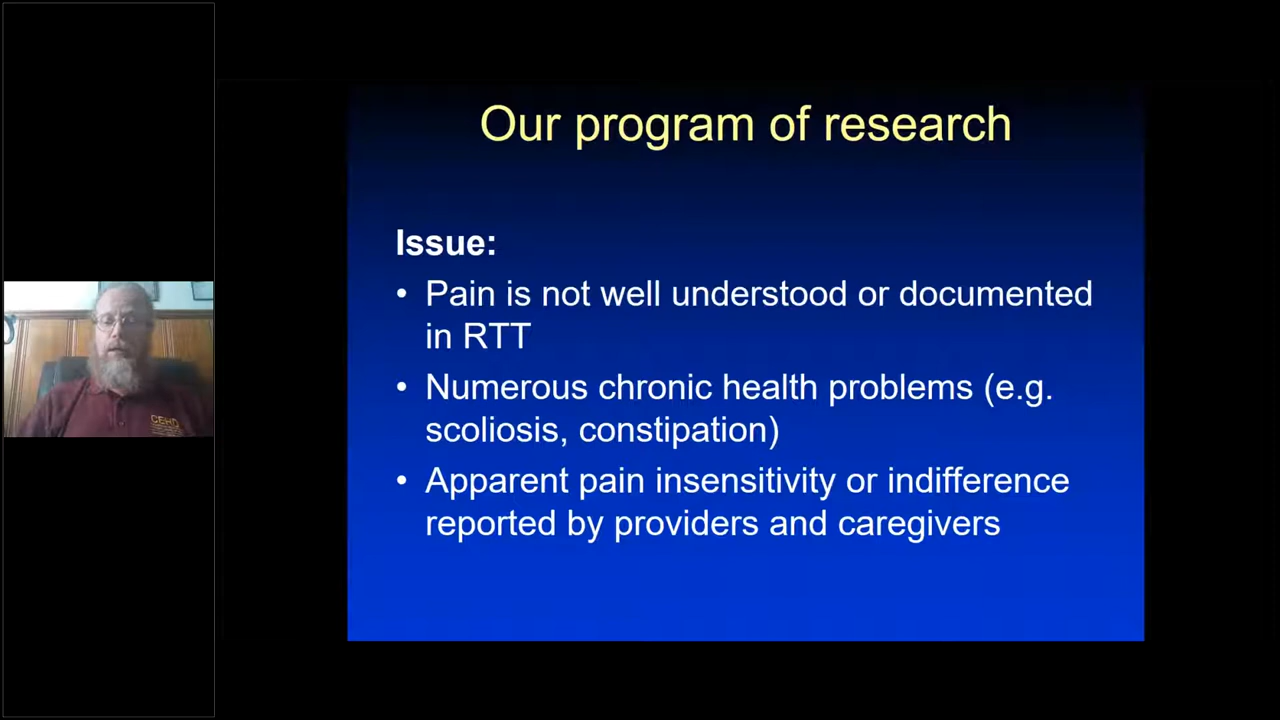 Our program of research
Issue:
• Pain is not well understood or documented
in RTT
• Numerous chronic health problems (e.g.
scoliosis, constipation)
• Apparent pain insensitivity or indifference
reported by providers and caregivers
CEHD